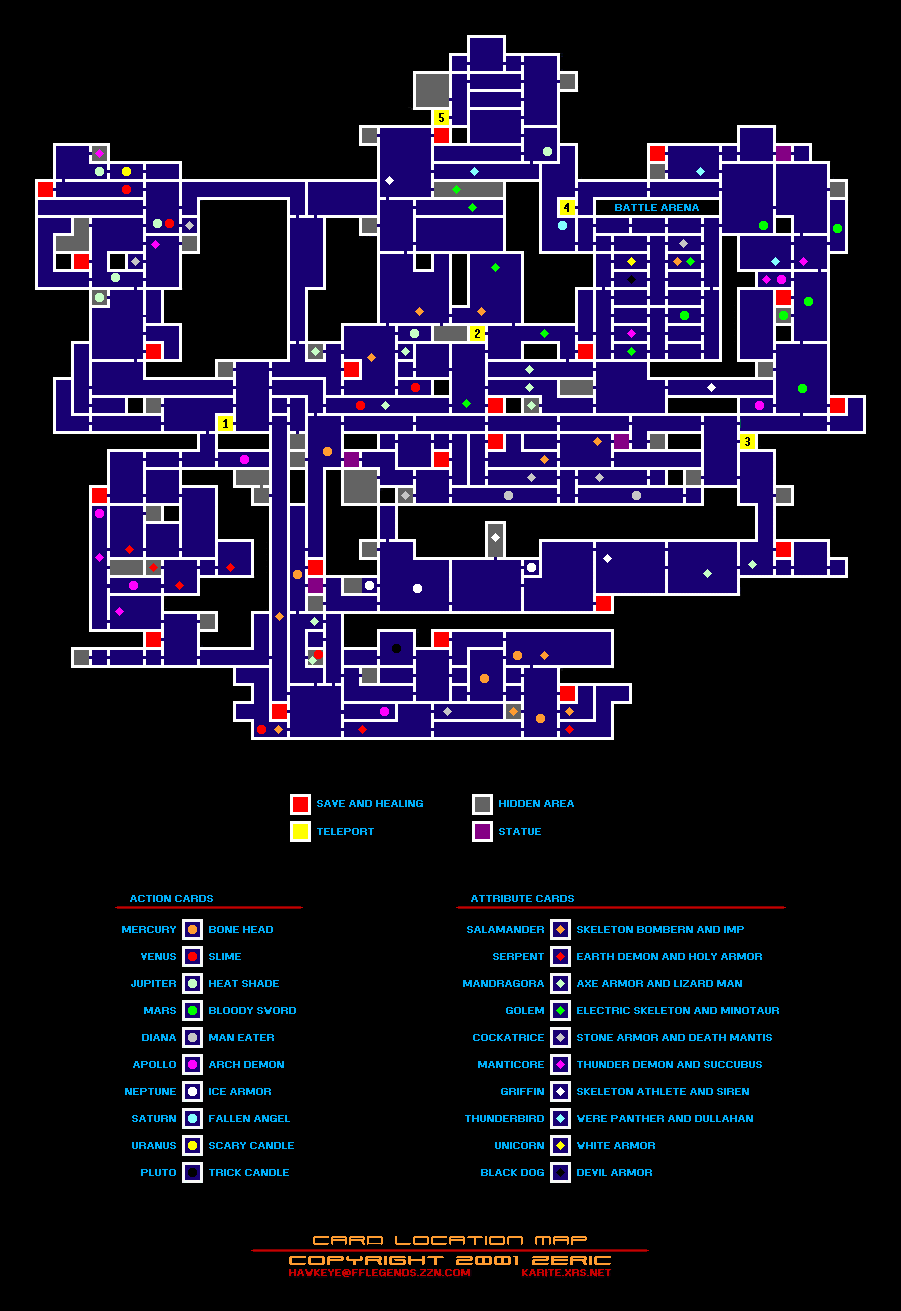 5
4
BATTLE ARENA
2
1
3
SAVE AND HEALING
HIDDEN AREA
TELEPORT
STATUE
ACTION CARDS
ATTRIBUTE CARDS
MERCURY BONE HEAD SALAMANDER SKELETON BOMBERN AND IMP
VENUS SLIME SERPENT EARTH DEMON AND HOLY ARMOR
JUPITER HEAT SHADE MANDRAGORA AXE ARMOR AND LIZARD MAN
MARS BLOODY SWORD GOLEM ELECTRIC SKELETON AND MINOTAUR
DIANA MAN EATER COCKATRICE STONE ARMOR AND DEATH MANTIS
APOLLO ARCH DEMON MANTICORE THUNDER DEMON AND SUCCUBUS
NEPTUNE ICE ARMOR GRIFFIN SKELETON ATHLETE AND SIREN
SATURN FALLEN ANGEL THUNDERBIRD WERE PANTHER AND DULLAHAN
URANUS SCARY CANDLE UNICORN WHITE ARMOR
PLUTO TRICK CANDLE BLACK DOG DEVIL ARMOR
CARD LOCATION MAP
COPYRIGHT 2001 ZERIC
HAWKEYE@FFLEGENDS.ZZN.COM KARITE.XRS.NET